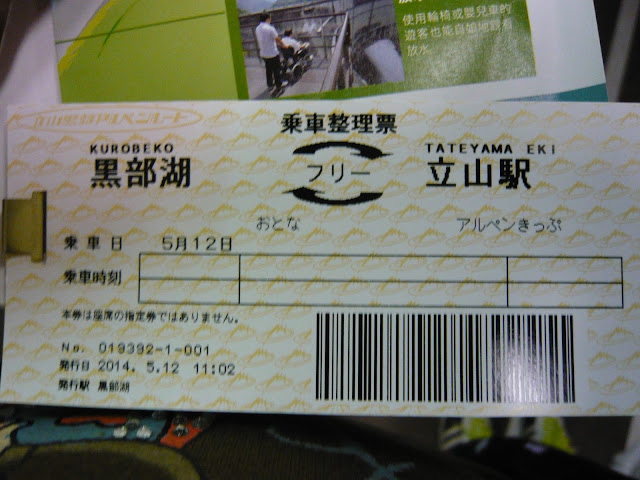 使用輪椅或嬰兒車的
遊客也能自如地觀看
放水
立山黒部アルペンルート
乗車整理票
KUROBEKO
黒部湖
フリー
TATEYAMA EKI
立山駅
おとな
アルペンきっぷ
乗車日 5月12日
乗車時刻
本券は座席の指定券ではありません。
No. 019392-1-001
発行日 2014. 5.12 11:02
発行駅 黒部湖